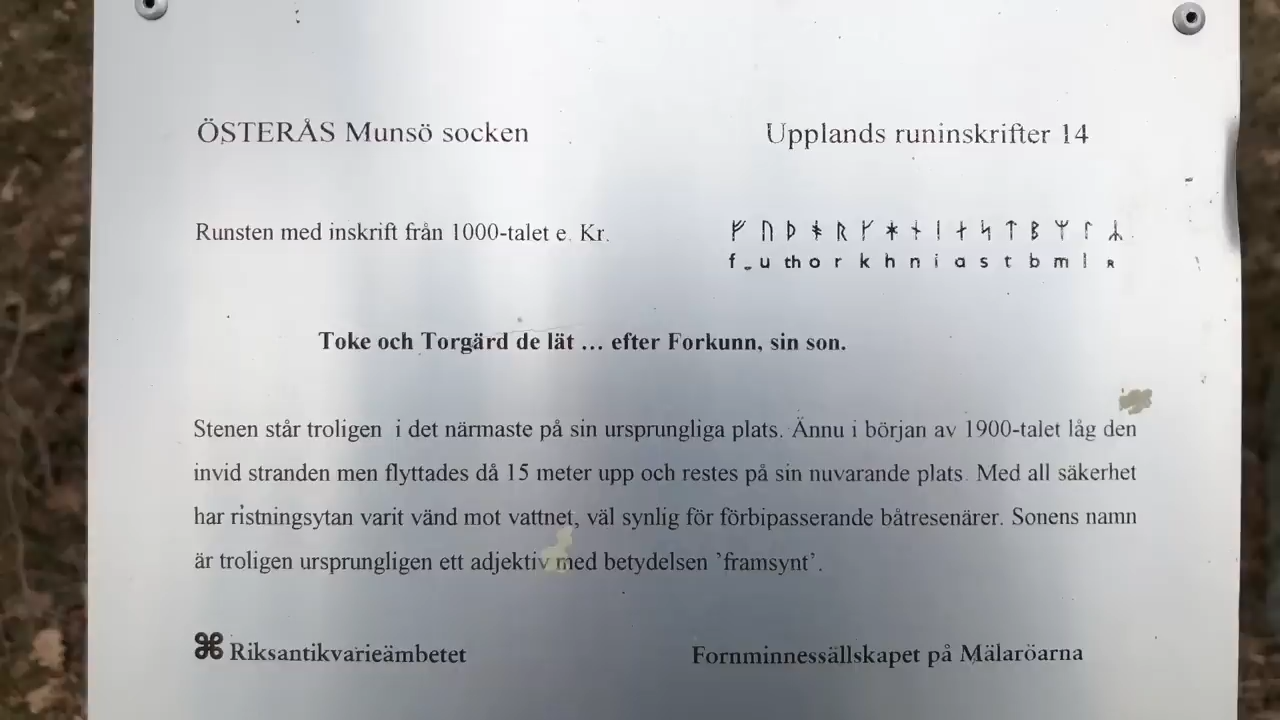 ÖSTERÅS Munsö socken
Upplands runinskrifter 14
Runsten med inskrift från 1000-talet e. Kr.
ᚠ ᚢ ᚦ ᚬ ᚱ ᚴ ᚼ ᚾ ᛁ ᛅ ᛋ ᛏ ᛒ ᛘ ᛚ ᛦ
f u th o r k h n i a s t b m l ʀ
Toke och Torgärd de lät ... efter Forkunn, sin son.
Stenen står troligen i det närmaste på sin ursprungliga plats. Ännu i början av 1900-talet låg den
invid stranden men flyttades då 15 meter upp och restes på sin nuvarande plats. Med all säkerhet
har ristningsytan varit vänd mot vattnet, väl synlig för förbipasserande båtresenärer. Sonens namn
är troligen ursprungligen ett adjektiv med betydelsen ’framsynt’.
⌘ Riksantikvarieämbetet
Fornminnessällskapet på Mälaröarna